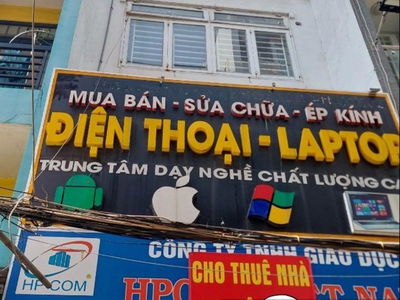 MUA BÁN - SỬA CHỮA - ÉP KÍNH
ĐIỆN THOẠI - LAPTOP
TRUNG TÂM DẠY NGHỀ CHẤT LƯỢNG
CÔNG TY TNHH GIÁO DỤC
HPCOM
CHO THUÊ NHÀ